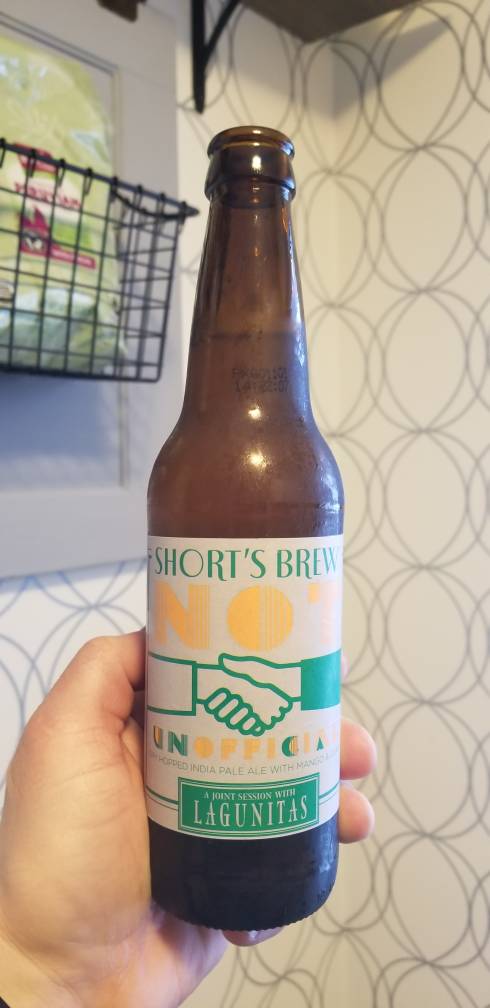 SHORT'S BREW
NO
UNOFFICIA
HOPPED INDIA PALE ALE WITH MANGO
A JOINT SESSION WITH
LAGUNITAS